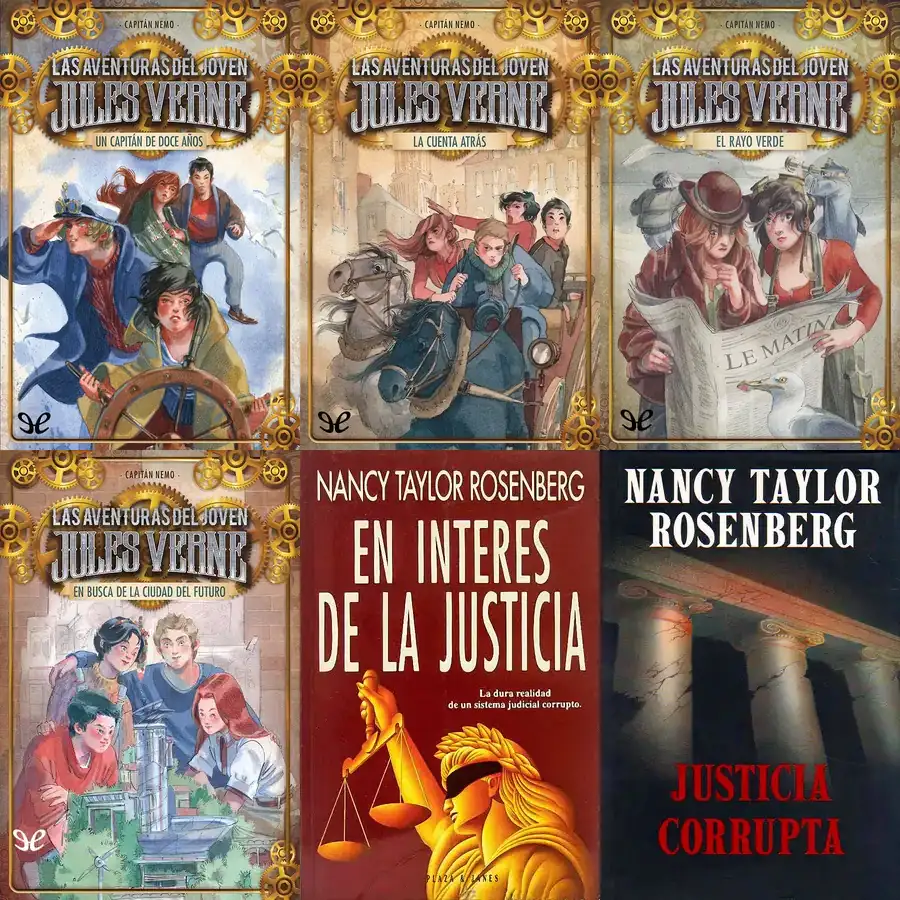 · CAPITÁN NEMO ·
LAS AVENTURAS DEL JOVEN
JULES VERNE
UN CAPITÁN DE DOCE AÑOS
· CAPITÁN NEMO ·
LAS AVENTURAS DEL JOVEN
JULES VERNE
LA CUENTA ATRÁS
· CAPITÁN NEMO ·
LAS AVENTURAS DEL JOVEN
JULES VERNE
EL RAYO VERDE
LE MATIN
· CAPITÁN NEMO ·
LAS AVENTURAS DEL JOVEN
JULES VERNE
EN BUSCA DE LA CIUDAD DEL FUTURO
NANCY TAYLOR ROSENBERG
EN INTERES
DE LA JUSTICIA
La dura realidad
de un sistema judicial corrupto.
PLAZA & JANES
NANCY TAYLOR
ROSENBERG
JUSTICIA
CORRUPTA